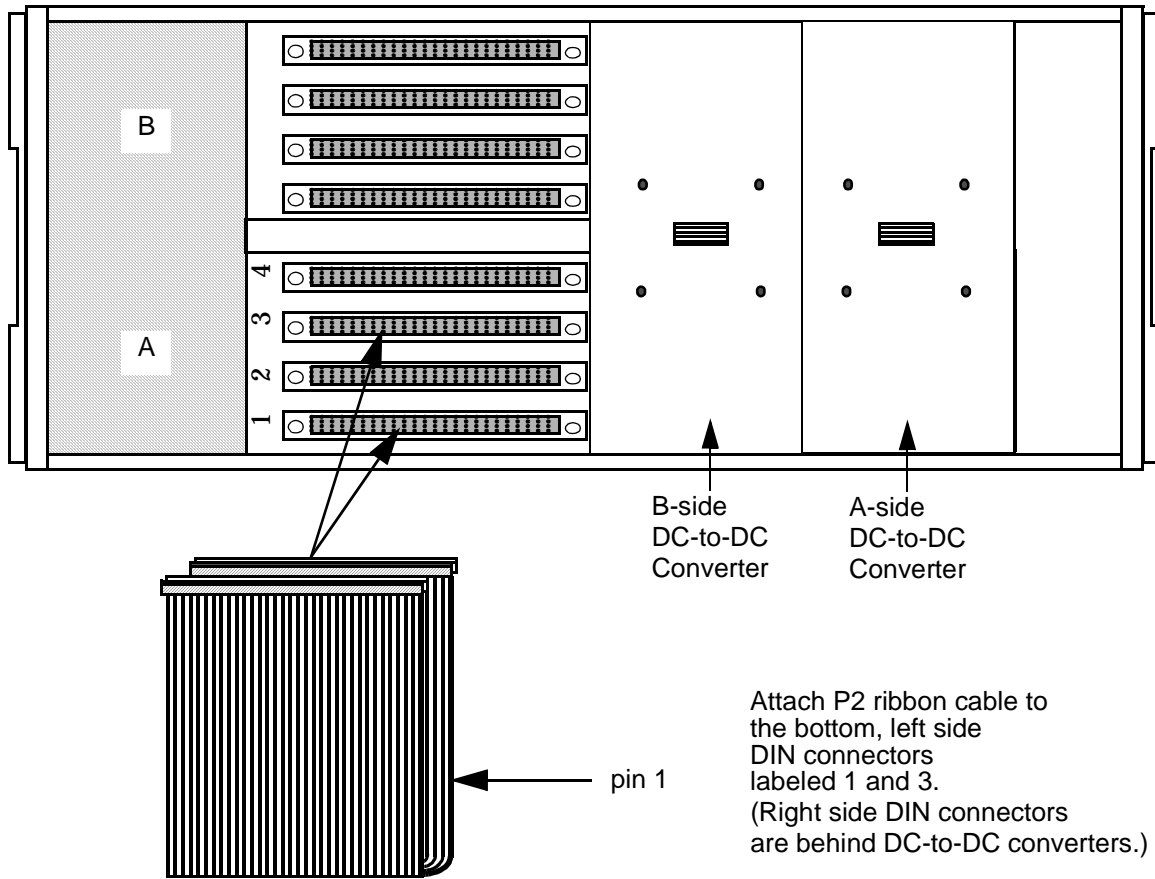 B
A
4
3
2
1
B-side
DC-to-DC
Converter
A-side
DC-to-DC
Converter
pin 1
Attach P2 ribbon cable to
the bottom, left side
DIN connectors
labeled 1 and 3.
(Right side DIN connectors
are behind DC-to-DC converters.)